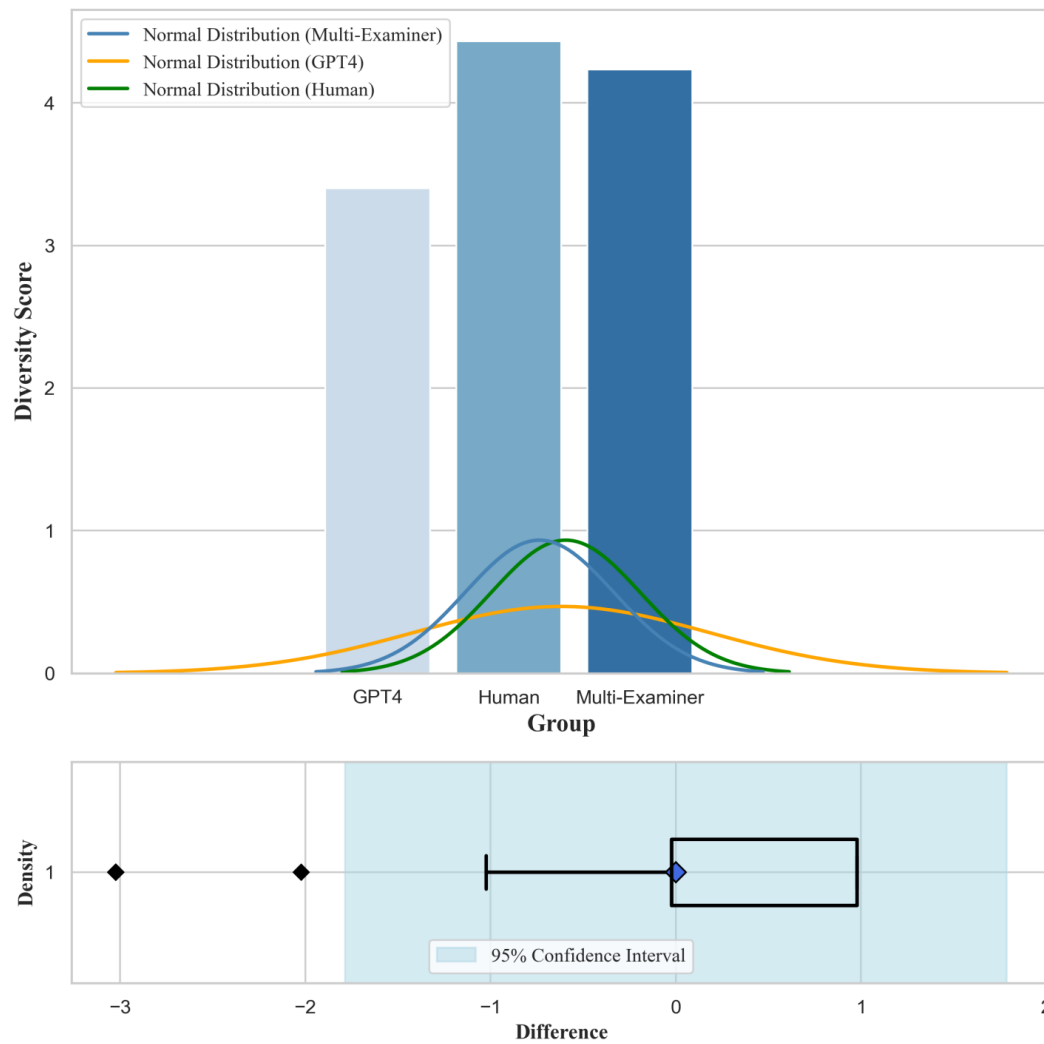 Normal Distribution (Multi-Examiner)
Normal Distribution (GPT4)
Normal Distribution (Human)
4
3
2
1
0
Diversity Score
GPT4 Human Multi-Examiner
Group
Density
1
95% Confidence Interval
−3 −2 −1 0 1 2
Difference